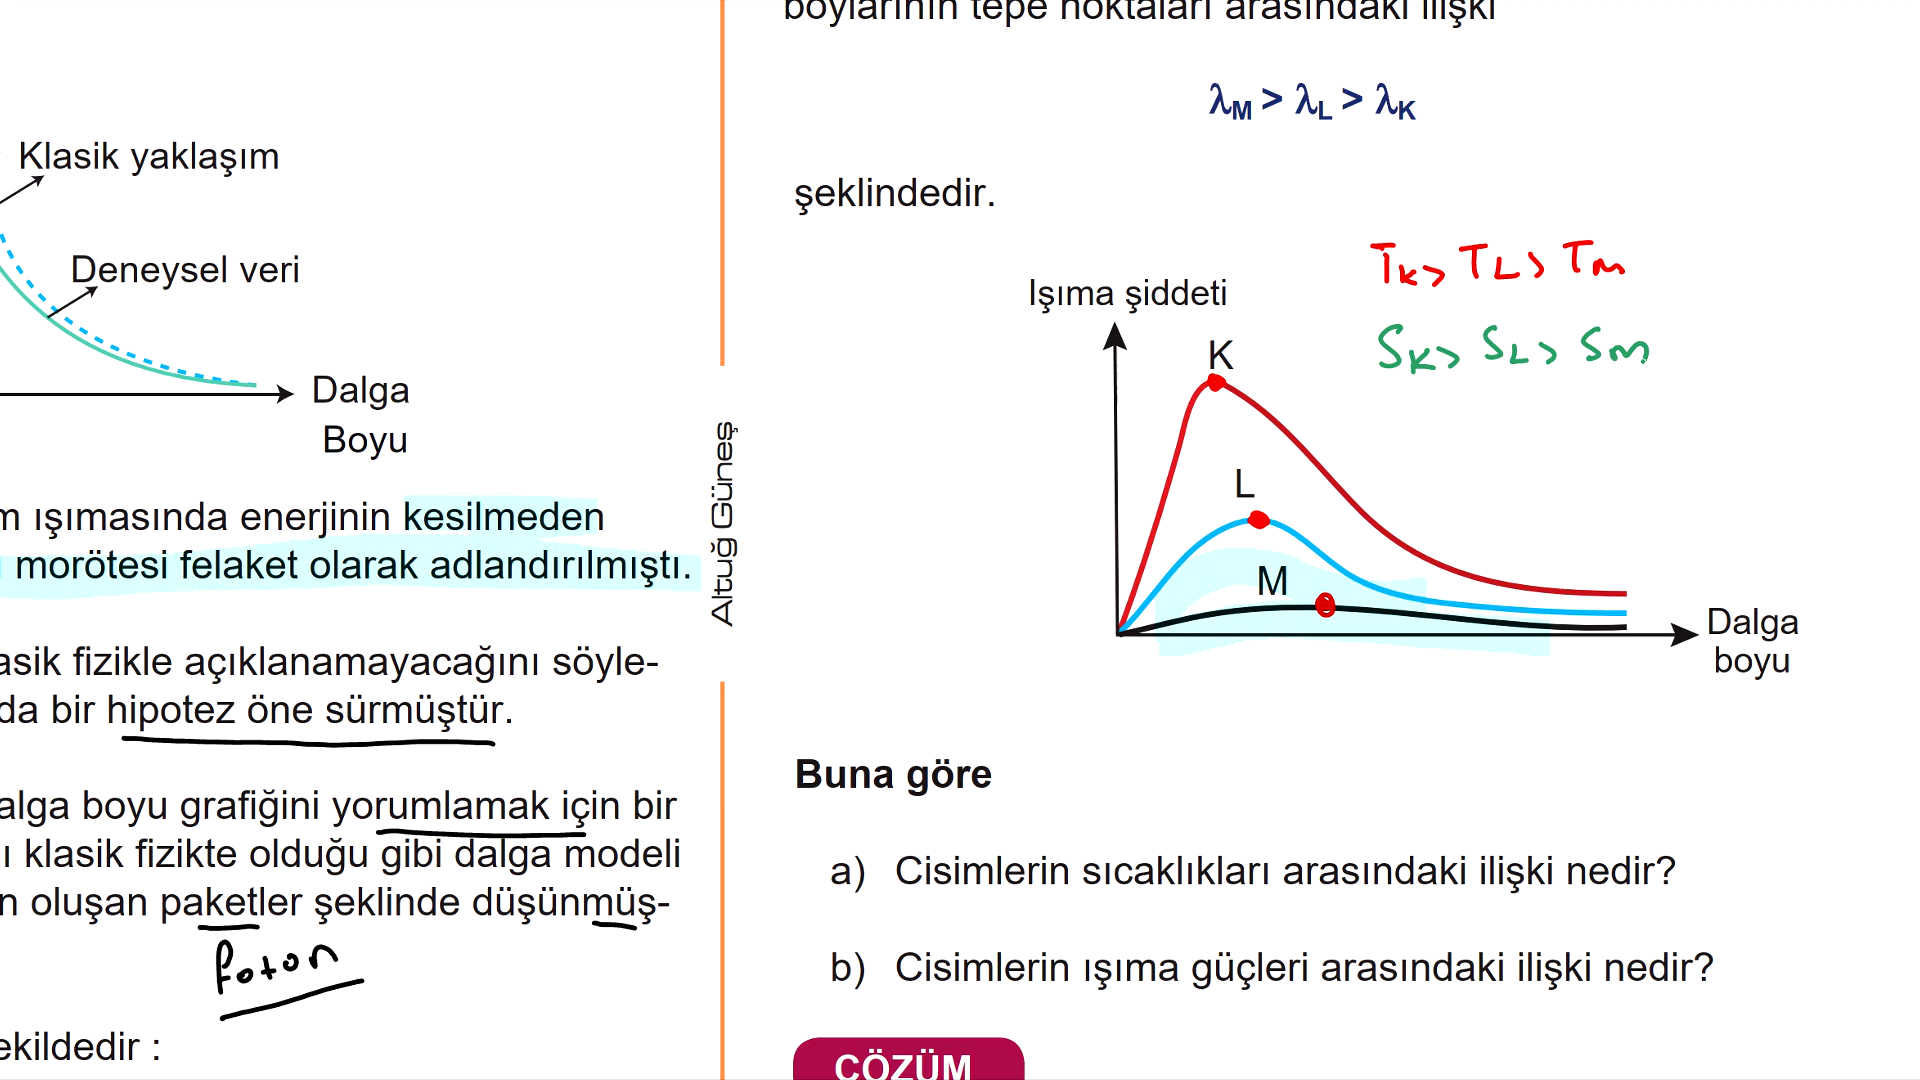 Klasik yaklaşım
Deneysel veri
Dalga
Boyu
m ışımasında enerjinin kesilmeden
morötesi felaket olarak adlandırılmıştı.
asik fizikle açıklanamayacağını söyle-
da bir hipotez öne sürmüştür.
alga boyu grafiğini yorumlamak için bir
ı klasik fizikte olduğu gibi dalga modeli
n oluşan paketler şeklinde düşünmüş-
foton
ekildedir :
Altuğ Güneş
boylarının tepe noktaları arasındaki ilişki
λM > λL > λK
şeklindedir.
TK > TL > Tm
SK > SL > Sm
Işıma şiddeti
K
L
M
Dalga
boyu
Buna göre
a) Cisimlerin sıcaklıkları arasındaki ilişki nedir?
b) Cisimlerin ışıma güçleri arasındaki ilişki nedir?
ÇÖZÜM